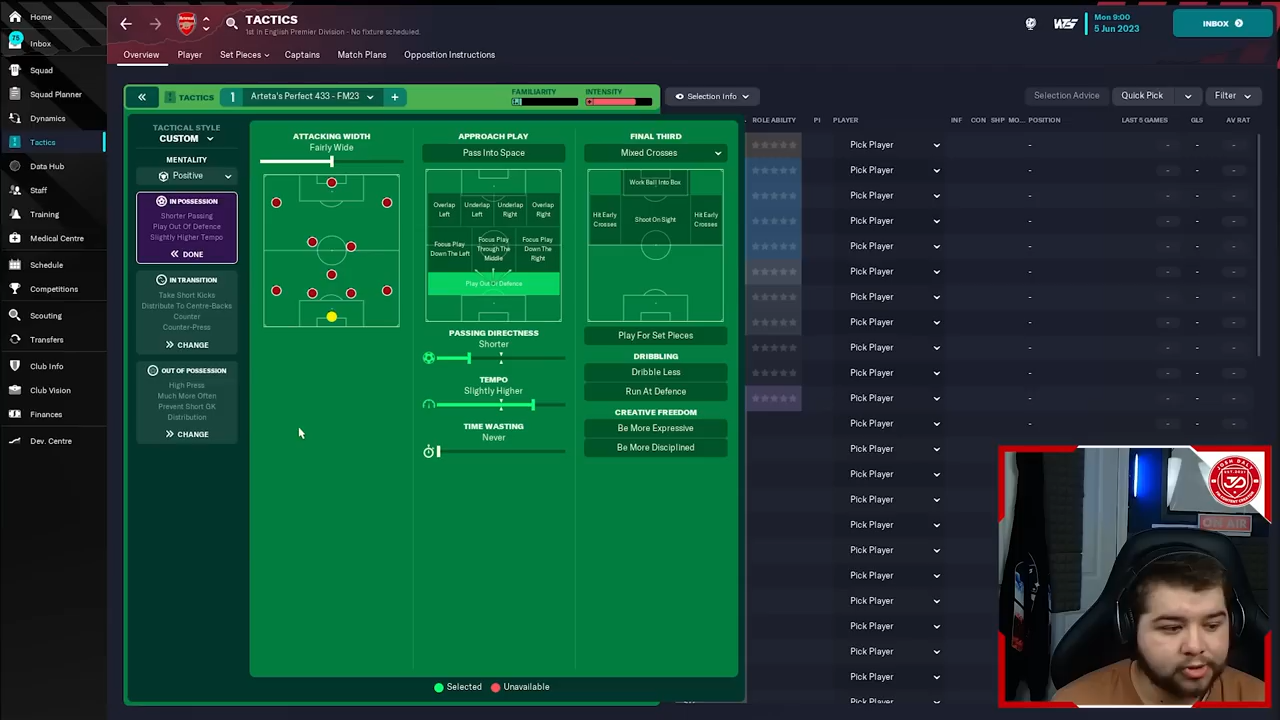 Home
75
Inbox
Squad
Squad Planner
Dynamics
Tactics
Data Hub
Staff
Training
Medical Centre
Schedule
Competitions
Scouting
Transfers
Club Info
Club Vision
Finances
Dev. Centre
TACTICS
1st in English Premier Division - No fixture scheduled.
Mon 9:00
5 Jun 2023
INBOX
Overview
Player
Set Pieces
Captains
Match Plans
Opposition Instructions
TACTICS
1
Arteta's Perfect 433 - FM23
FAMILIARITY
INTENSITY
Selection Info
Selection Advice
Quick Pick
Filter
TACTICAL STYLE
CUSTOM
MENTALITY
Positive
IN POSSESSION
Shorter Passing
Play Out Of Defence
Slightly Higher Tempo
DONE
IN TRANSITION
Take Short Kicks
Distribute To Centre-Backs
Counter
Counter-Press
CHANGE
OUT OF POSSESSION
High Press
Much More Often
Prevent Short GK
Distribution
CHANGE
ATTACKING WIDTH
Fairly Wide
APPROACH PLAY
Pass Into Space
Overlap Left
Underlap Left
Underlap Right
Overlap Right
Focus Play Down The Left
Focus Play Through The Middle
Focus Play Down The Right
Play Out Of Defence
PASSING DIRECTNESS
Shorter
TEMPO
Slightly Higher
TIME WASTING
Never
FINAL THIRD
Mixed Crosses
Work Ball Into Box
Hit Early Crosses
Shoot On Sight
Hit Early Crosses
Play For Set Pieces
DRIBBLING
Dribble Less
Run At Defence
CREATIVE FREEDOM
Be More Expressive
Be More Disciplined
Selected
Unavailable
ROLE ABILITY
PI
PLAYER
INF
CON
SHP
MO...
POSITION
LAST 5 GAMES
GLS
AV RAT
Pick Player - - -
Pick Player - - -
Pick Player - - -
Pick Player - - -
Pick Player - - -
Pick Player - - -
Pick Player - - -
Pick Player - - -
Pick Player - - -
Pick Player - - -
Pick Player - - -
Pick Player - - -
Pick Player
Pick Player
Pick Player
Pick Player
Pick Player
Pick Player
Pick Player
Pick Player
Pick Player
Pick Player
Pick Player
JOSH DALY
JD
ON AIR